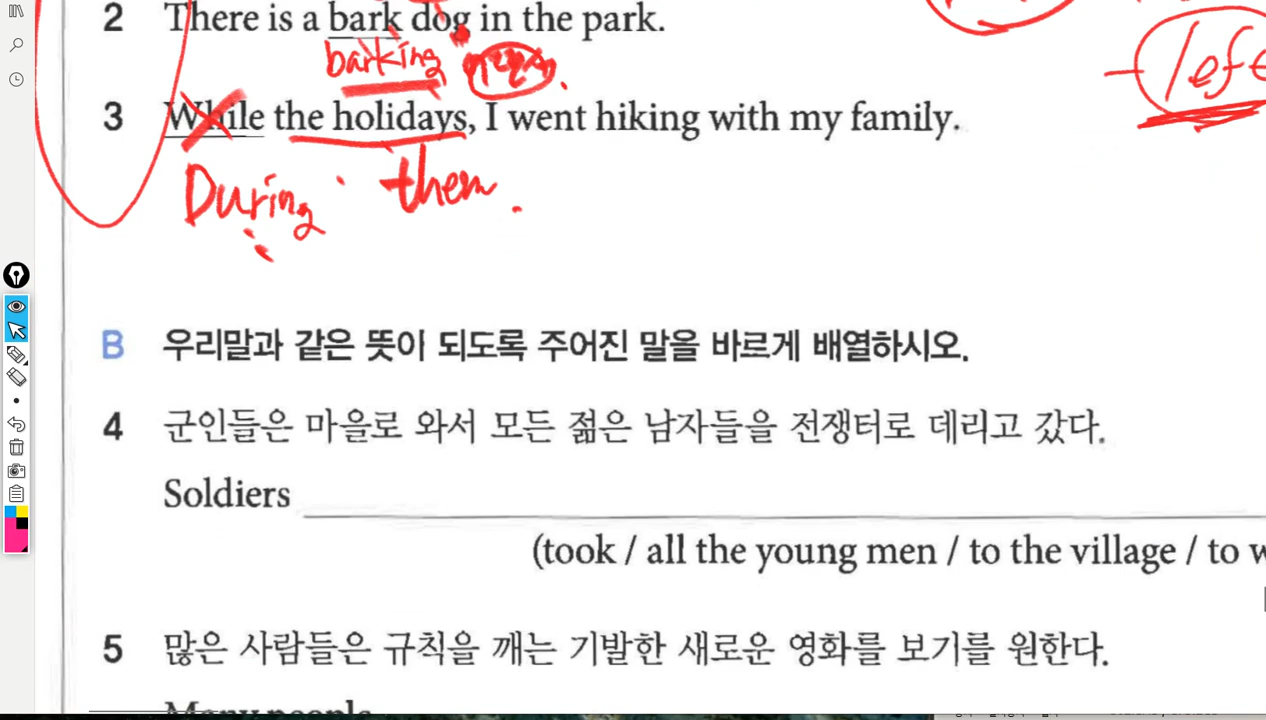 2 There is a bark dog in the park.
barking
- left
3 While the holidays, I went hiking with my family.
During them.
B 우리말과 같은 뜻이 되도록 주어진 말을 바르게 배열하시오.
4 군인들은 마을로 와서 모든 젊은 남자들을 전쟁터로 데리고 갔다.
Soldiers
(took / all the young men / to the village / to
5 많은 사람들은 규칙을 깨는 기발한 새로운 영화를 보기를 원한다.
Many people